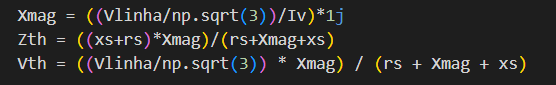 Xmag = ((Vlinha/np.sqrt(3))/Iv)*1j
Zth = ((xs+rs)*Xmag)/(rs+Xmag+xs)
Vth = ((Vlinha/np.sqrt(3)) * Xmag) / (rs + Xmag + xs)